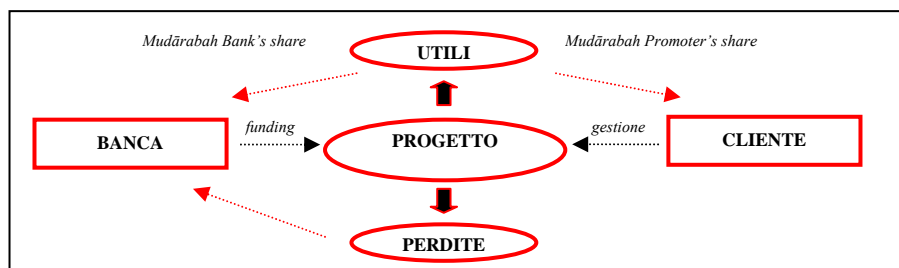 Mudārabah Bank's share
Mudārabah Promoter's share
UTILI
BANCA
funding
PROGETTO
gestione
CLIENTE
PERDITE